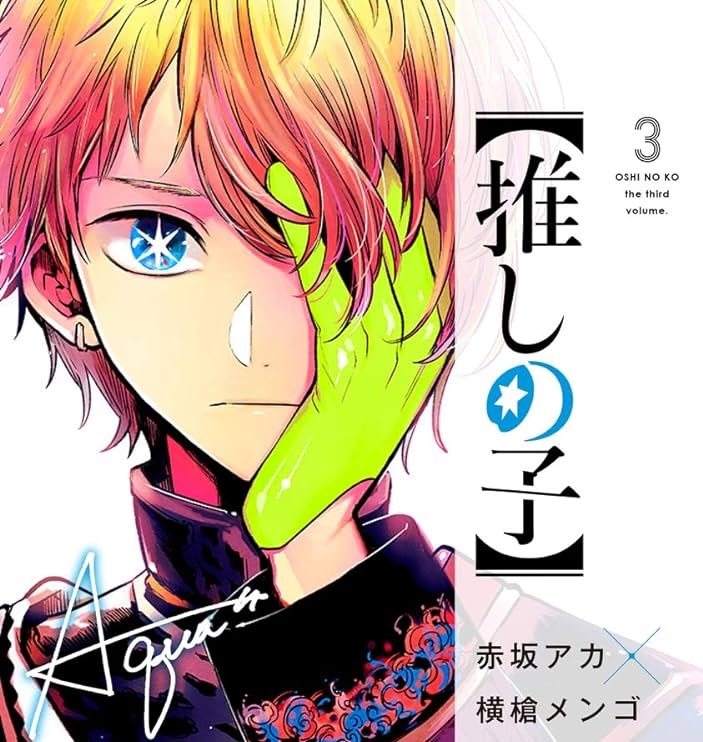 3
OSHI NO KO
the third
volume.
【推しの子】
赤坂アカ×
横槍メンゴ
Aqua